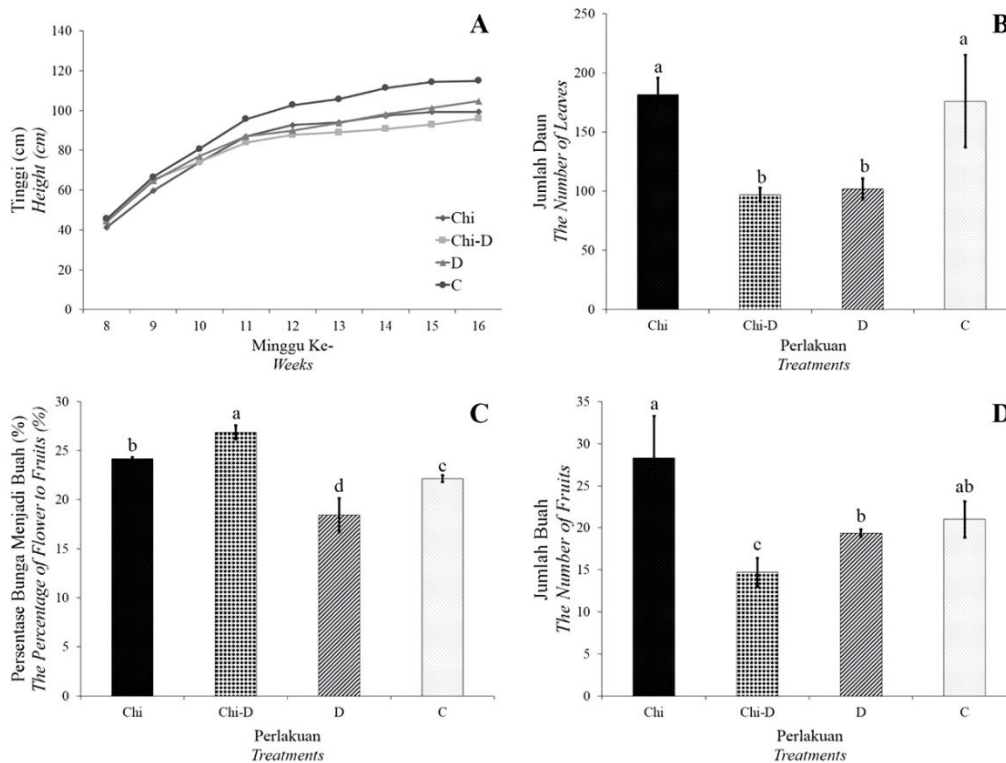 A
Tinggi (cm)
Height (cm)
140
120
100
80
60
40
20
0
Chi
Chi-D
D
C
8 9 10 11 12 13 14 15 16
Minggu Ke-
Weeks
B
Jumlah Daun
The Number of Leaves
250
200
150
100
50
0
a
b
b
a
Chi Chi-D D C
Perlakuan
Treatments
C
Persentase Bunga Menjadi Buah (%)
The Percentage of Flower to Fruits (%)
30
25
20
15
10
5
0
b
a
d
c
Chi Chi-D D C
Perlakuan
Treatments
D
Jumlah Buah
The Number of Fruits
35
30
25
20
15
10
5
0
a
c
b
ab
Chi Chi-D D C
Perlakuan
Treatments